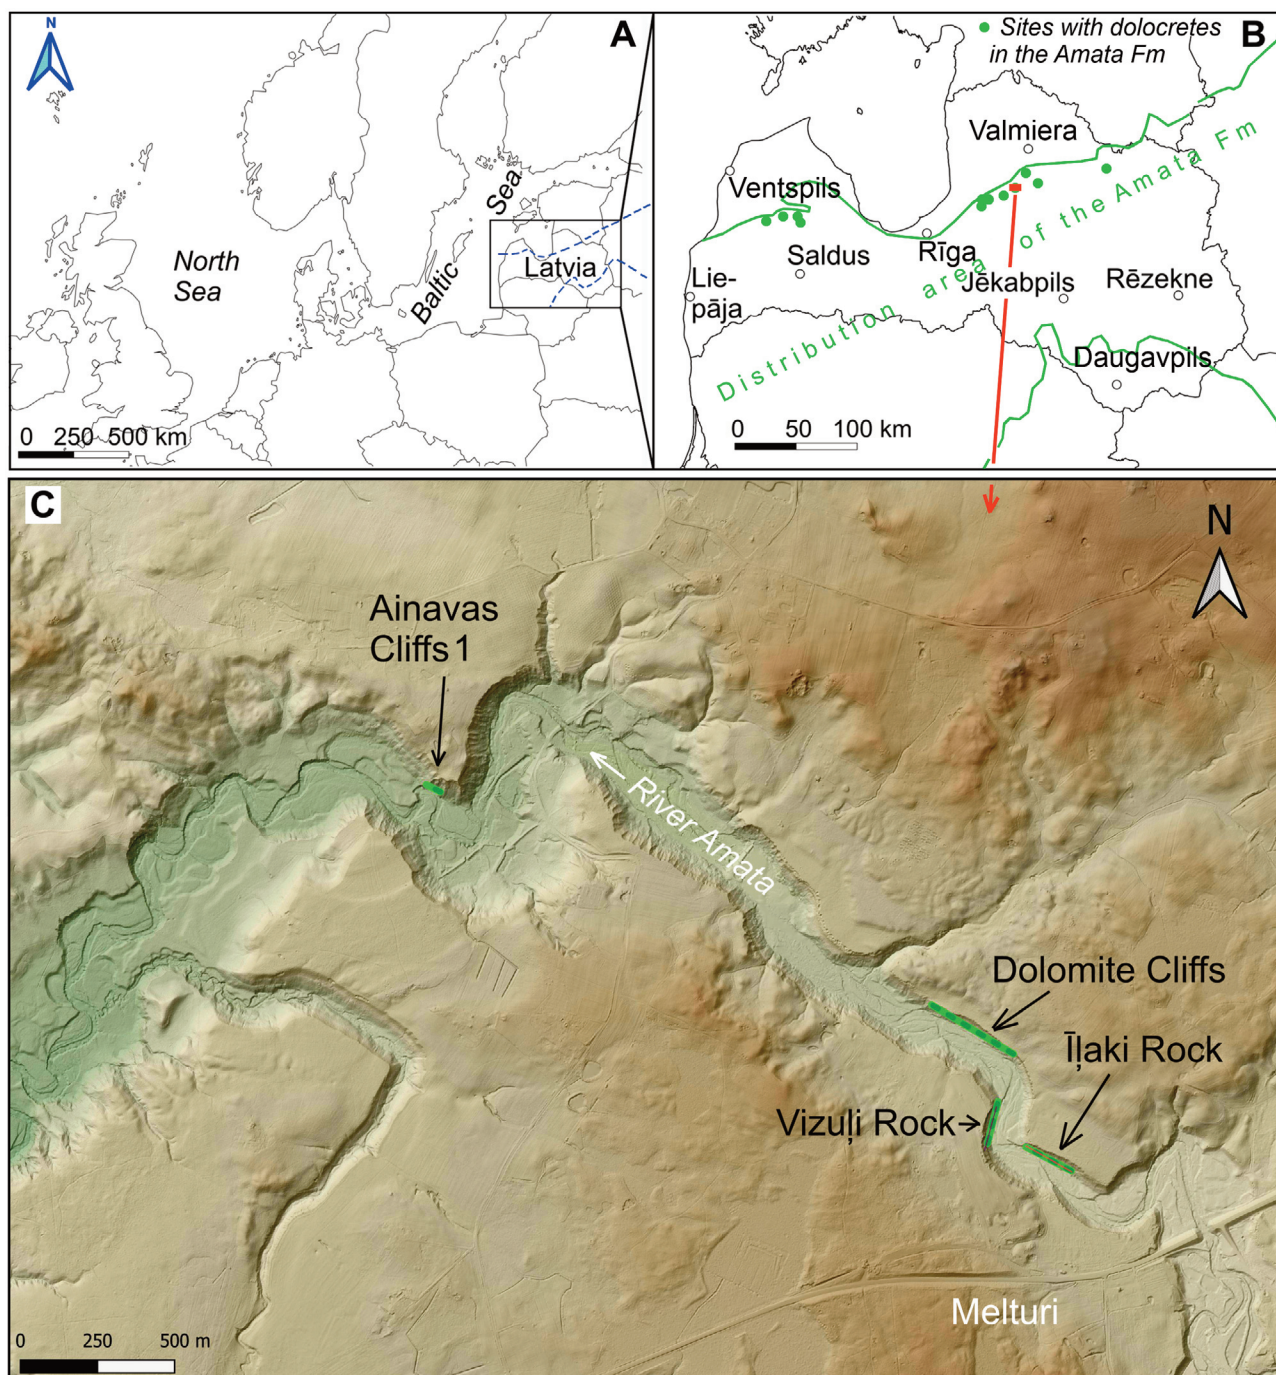 N
A
North
Sea
Baltic
Sea
Latvia
0 250 500 km
B
Sites with dolocretes
in the Amata Fm
Valmiera
Ventspils
Saldus
Rīga
Lie-
pāja
Jēkabpils
Rēzekne
Daugavpils
Distribution area of the Amata Fm
0 50 100 km
C
N
Ainavas
Cliffs 1
River Amata
Dolomite Cliffs
Īļaki Rock
Vizuļi Rock
Melturi
0 250 500 m